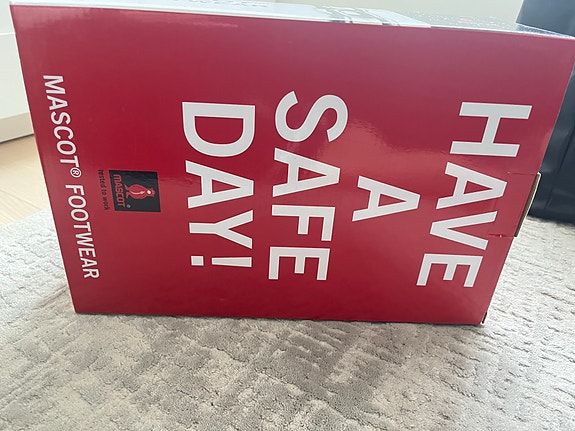 HAVE
A
SAFE
DAY!
MASCOT®
Tested to work
MASCOT® FOOTWEAR